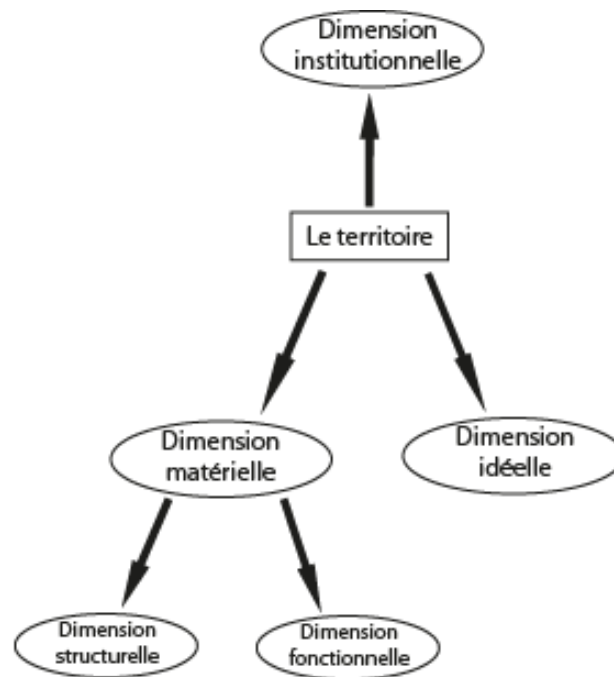 Dimension
institutionnelle
Le territoire
Dimension
matérielle
Dimension
idéelle
Dimension
structurelle
Dimension
fonctionnelle